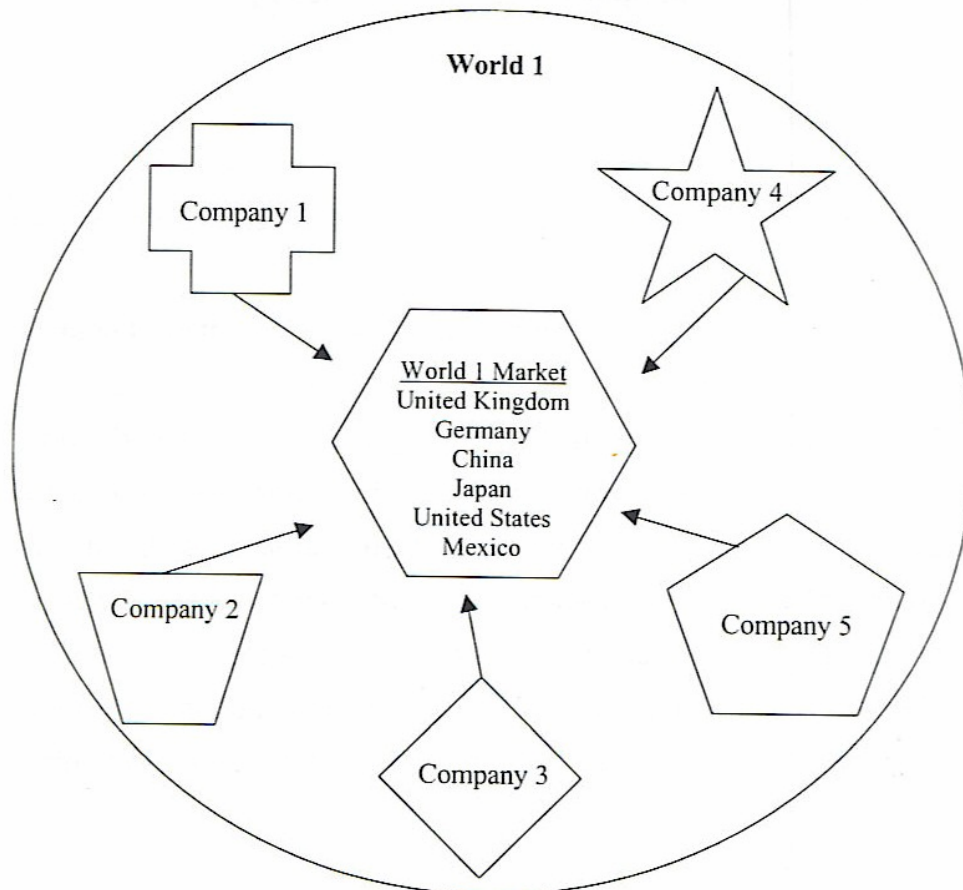 World 1
Company 1
Company 4
World 1 Market
United Kingdom
Germany
China
Japan
United States
Mexico
Company 2
Company 5
Company 3